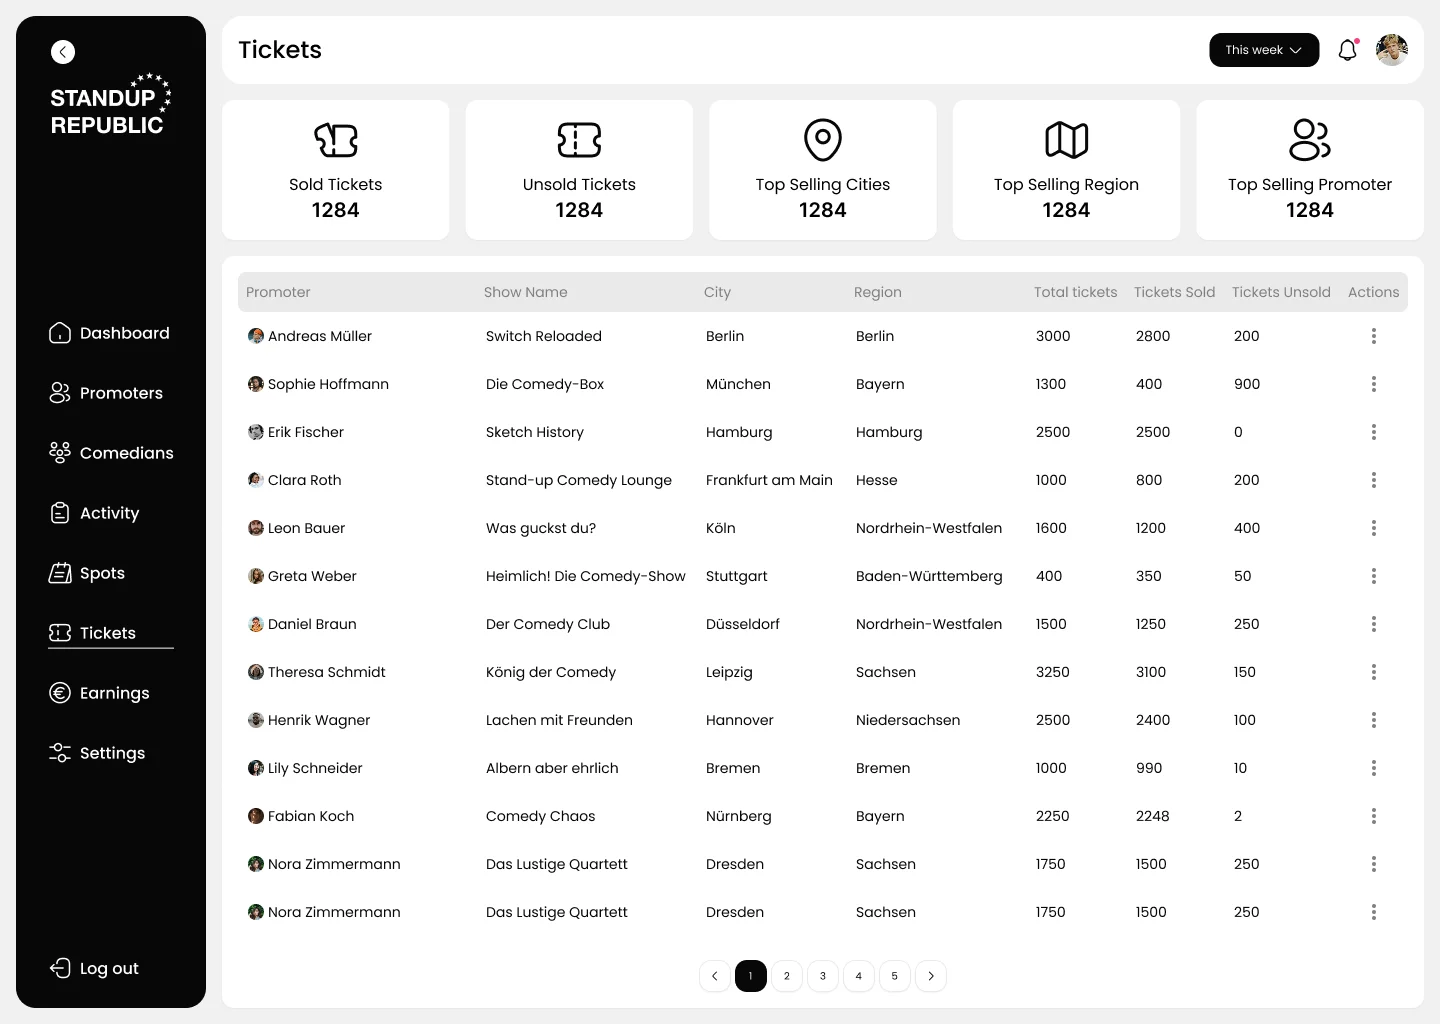 STANDUP
REPUBLIC
Dashboard
Promoters
Comedians
Activity
Spots
Tickets
Earnings
Settings
Log out
Tickets
This week
Sold Tickets
1284
Unsold Tickets
1284
Top Selling Cities
1284
Top Selling Region
1284
Top Selling Promoter
1284
Promoter Show Name City Region Total tickets Tickets Sold Tickets Unsold Actions
Andreas Müller Switch Reloaded Berlin Berlin 3000 2800 200
Sophie Hoffmann Die Comedy-Box München Bayern 1300 400 900
Erik Fischer Sketch History Hamburg Hamburg 2500 2500 0
Clara Roth Stand-up Comedy Lounge Frankfurt am Main Hesse 1000 800 200
Leon Bauer Was guckst du? Köln Nordrhein-Westfalen 1600 1200 400
Greta Weber Heimlich! Die Comedy-Show Stuttgart Baden-Württemberg 400 350 50
Daniel Braun Der Comedy Club Düsseldorf Nordrhein-Westfalen 1500 1250 250
Theresa Schmidt König der Comedy Leipzig Sachsen 3250 3100 150
Henrik Wagner Lachen mit Freunden Hannover Niedersachsen 2500 2400 100
Lily Schneider Albern aber ehrlich Bremen Bremen 1000 990 10
Fabian Koch Comedy Chaos Nürnberg Bayern 2250 2248 2
Nora Zimmermann Das Lustige Quartett Dresden Sachsen 1750 1500 250
Nora Zimmermann Das Lustige Quartett Dresden Sachsen 1750 1500 250
1 2 3 4 5